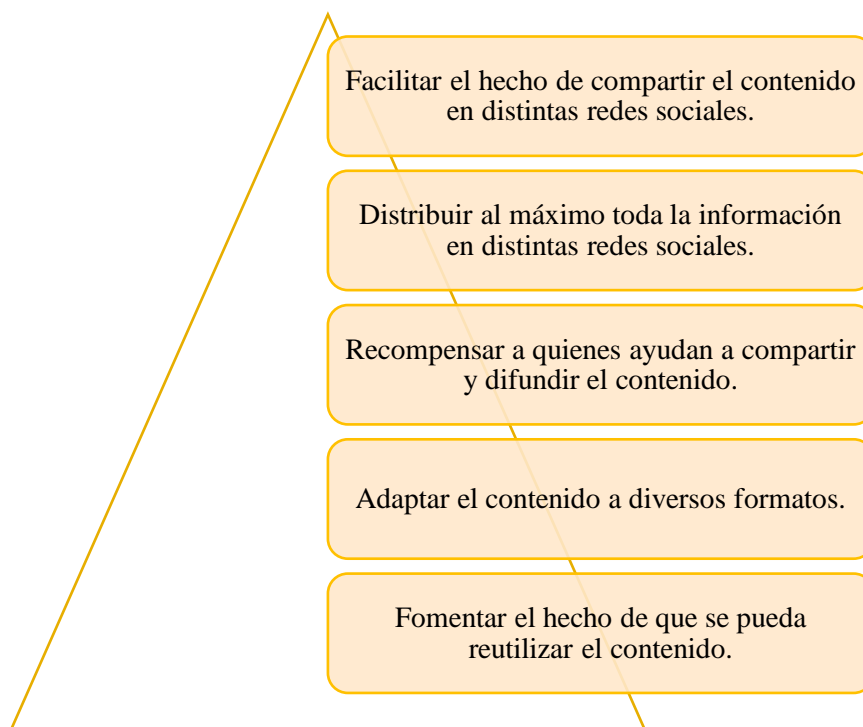 Facilitar el hecho de compartir el contenido
en distintas redes sociales.
Distribuir al máximo toda la información
en distintas redes sociales.
Recompensar a quienes ayudan a compartir
y difundir el contenido.
Adaptar el contenido a diversos formatos.
Fomentar el hecho de que se pueda
reutilizar el contenido.